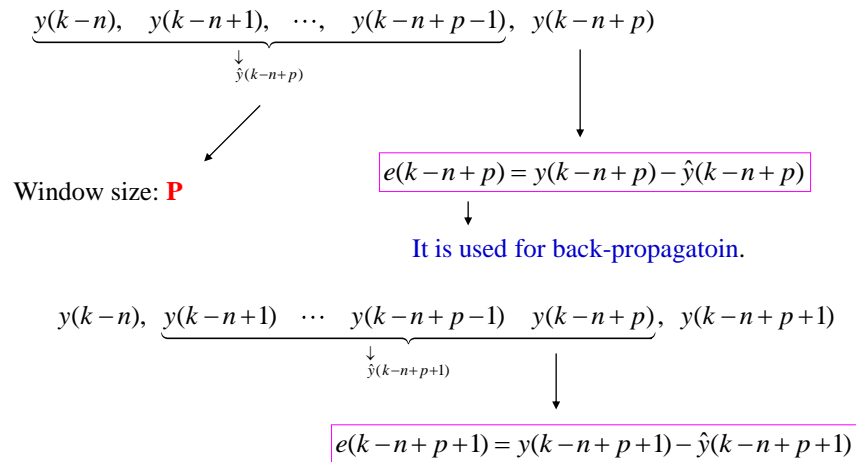 y(k−n), y(k−n+1), ⋯, y(k−n+p−1), y(k−n+p)
↓
ŷ(k−n+p)
e(k−n+p) = y(k−n+p) − ŷ(k−n+p)
Window size: P
It is used for back-propagatoin.
y(k−n), y(k−n+1) ⋯ y(k−n+p−1) y(k−n+p), y(k−n+p+1)
↓
ŷ(k−n+p+1)
e(k−n+p+1) = y(k−n+p+1) − ŷ(k−n+p+1)